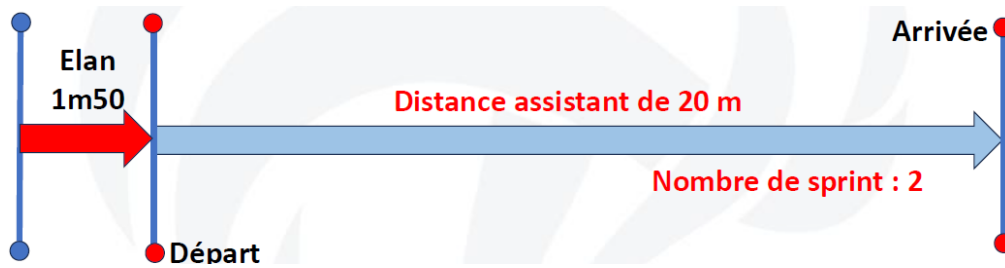 Elan
1m50
Arrivée
Distance assistant de 20 m
Nombre de sprint : 2
Départ